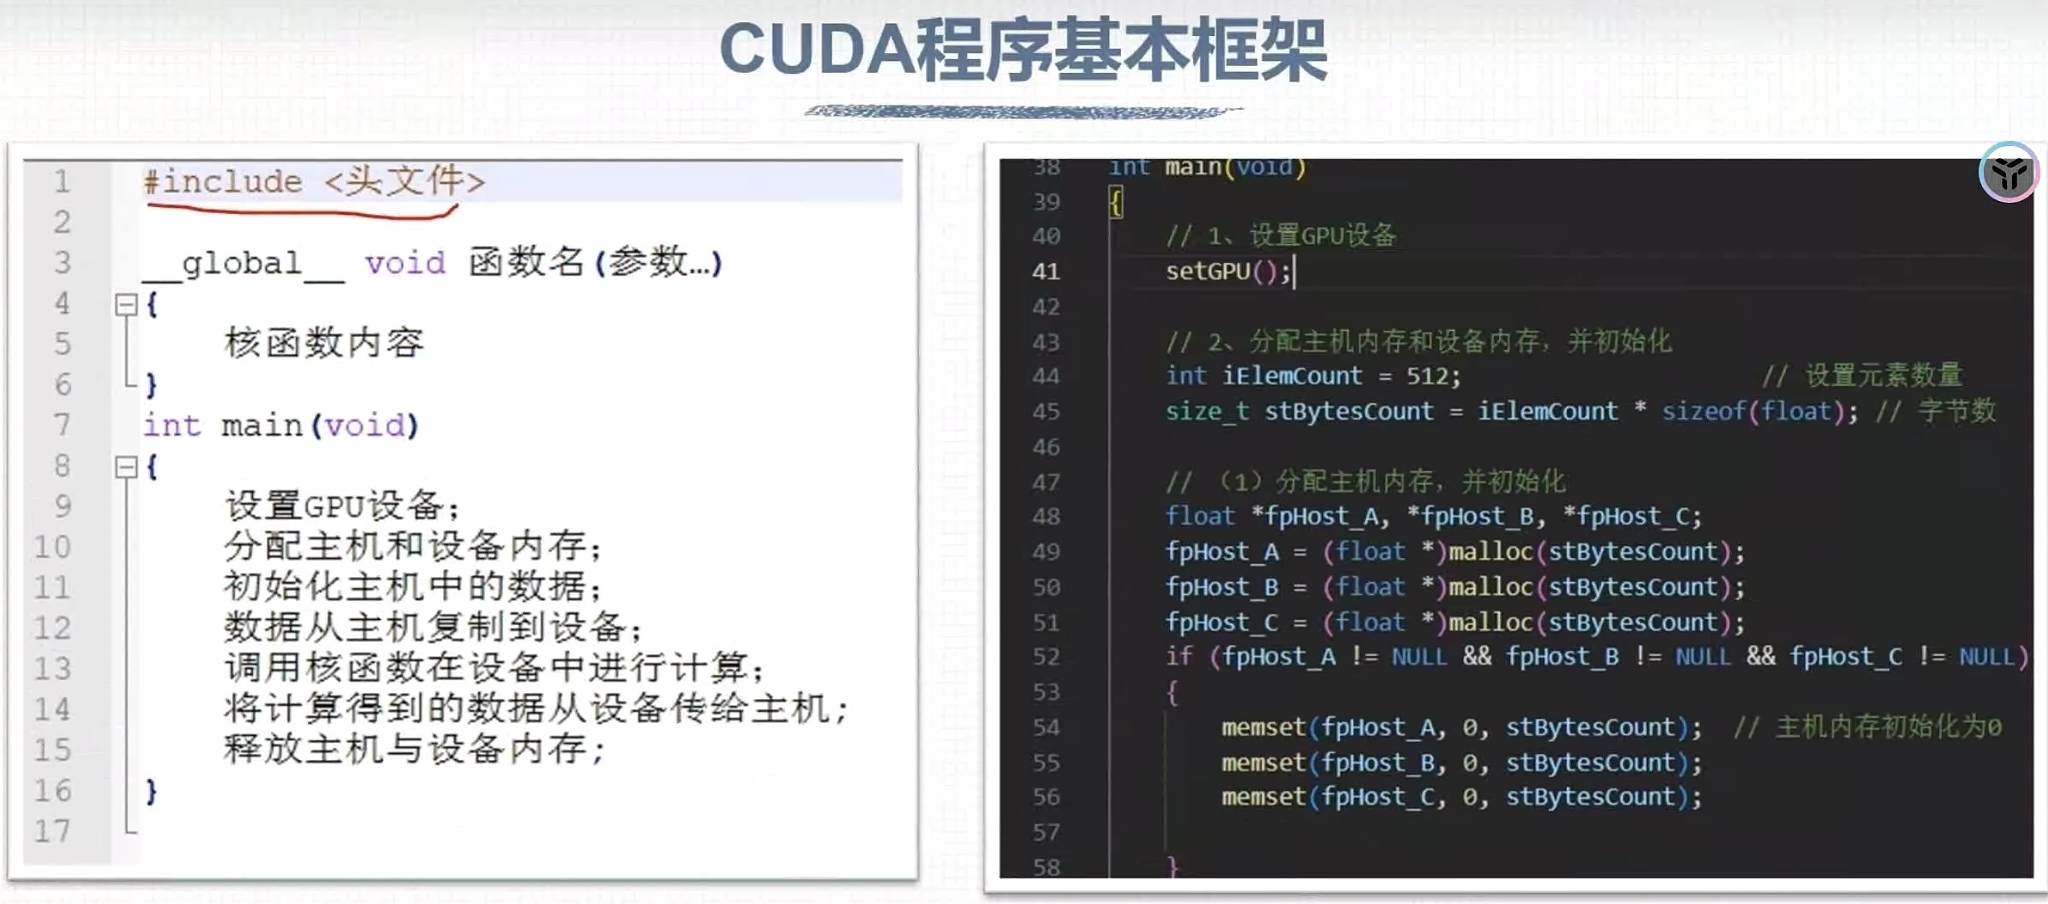 CUDA程序基本框架
1 #include <头文件>
2
3 __global__ void 函数名(参数…)
4 {
5 核函数内容
6 }
7 int main(void)
8 {
9 设置GPU设备;
10 分配主机和设备内存;
11 初始化主机中的数据;
12 数据从主机复制到设备;
13 调用核函数在设备中进行计算;
14 将计算得到的数据从设备传给主机;
15 释放主机与设备内存;
16 }
17
38 int main(void)
39 {
40 // 1、设置GPU设备
41 setGPU();
42
43 // 2、分配主机内存和设备内存，并初始化
44 int iElemCount = 512; // 设置元素数量
45 size_t stBytesCount = iElemCount * sizeof(float); // 字节数
46
47 // （1）分配主机内存，并初始化
48 float *fpHost_A, *fpHost_B, *fpHost_C;
49 fpHost_A = (float *)malloc(stBytesCount);
50 fpHost_B = (float *)malloc(stBytesCount);
51 fpHost_C = (float *)malloc(stBytesCount);
52 if (fpHost_A != NULL && fpHost_B != NULL && fpHost_C != NULL)
53 {
54 memset(fpHost_A, 0, stBytesCount); // 主机内存初始化为0
55 memset(fpHost_B, 0, stBytesCount);
56 memset(fpHost_C, 0, stBytesCount);
57
58 }